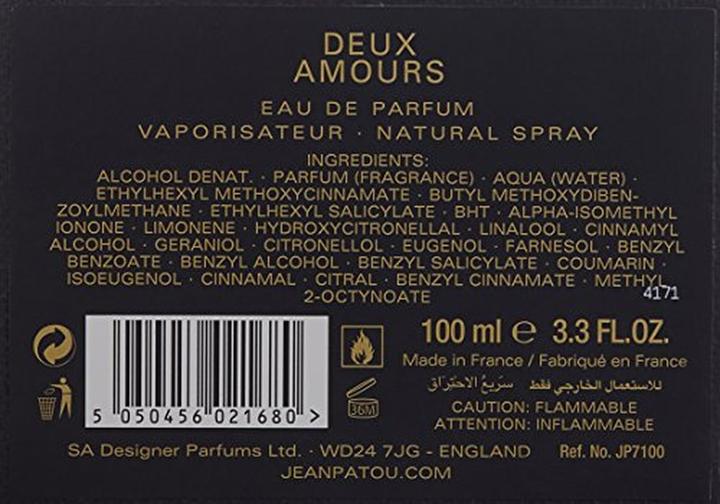 DEUX
AMOURS
EAU DE PARFUM
VAPORISATEUR · NATURAL SPRAY
INGREDIENTS:
ALCOHOL DENAT. · PARFUM (FRAGRANCE) · AQUA (WATER) ·
ETHYLHEXYL METHOXYCINNAMATE · BUTYL METHOXYDIBEN-
ZOYLMETHANE · ETHYLHEXYL SALICYLATE · BHT · ALPHA-ISOMETHYL
IONONE · LIMONENE · HYDROXYCITRONELLAL · LINALOOL · CINNAMYL
ALCOHOL · GERANIOL · CITRONELLOL · EUGENOL · FARNESOL · BENZYL
BENZOATE · BENZYL ALCOHOL · BENZYL SALICYLATE · COUMARIN ·
ISOEUGENOL · CINNAMAL · CITRAL · BENZYL CINNAMATE · METHYL
2-OCTYNOATE
4171
100 ml e 3.3 FL.OZ.
Made in France / Fabriqué en France
للاستعمال الخارجي فقط سَريعُ الاحْتِرَاق
36M
CAUTION: FLAMMABLE
ATTENTION: INFLAMMABLE
5 050456 021680 >
SA Designer Parfums Ltd. · WD24 7JG - ENGLAND Ref. No. JP7100
JEANPATOU.COM